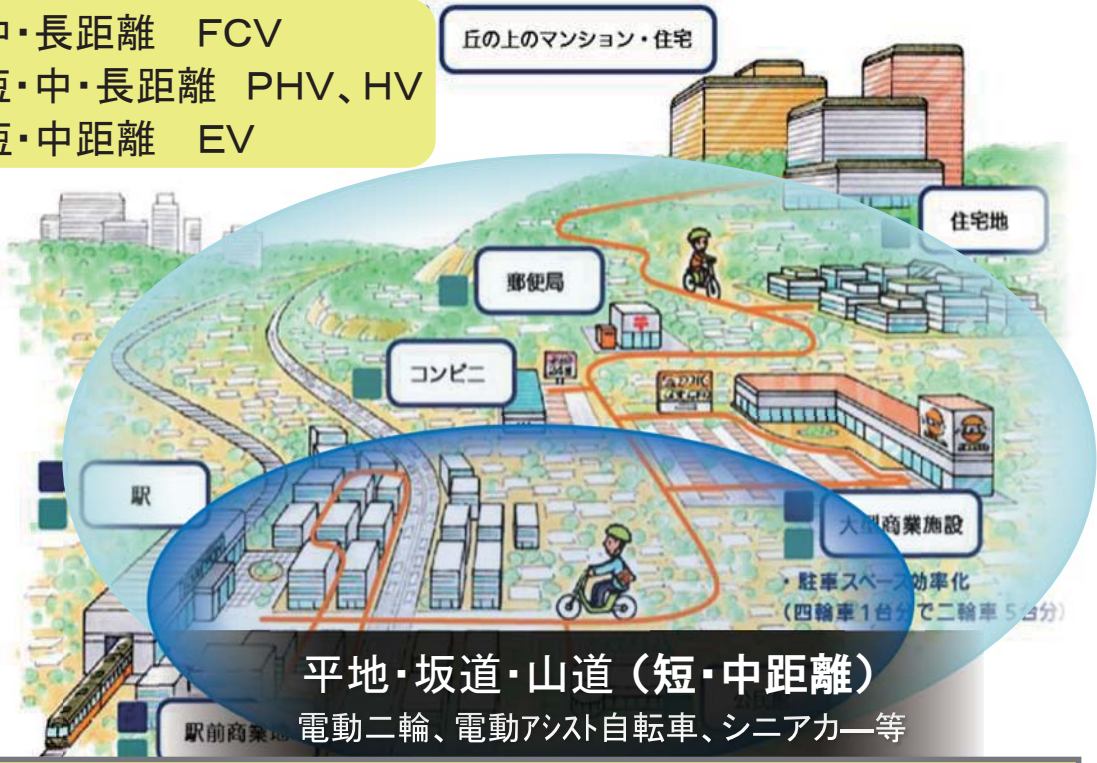 中・長距離　FCV
短・中・長距離　PHV、HV
短・中距離　EV
丘の上のマンション・住宅
住宅地
郵便局
コンビニ
駅
大型商業施設
・駐車スペース効率化
(四輪車1台分で二輪車5台分)
平地・坂道・山道（短・中距離）
電動二輪、電動ｱｼｽﾄ自転車、シニアカー等
駅前商業地